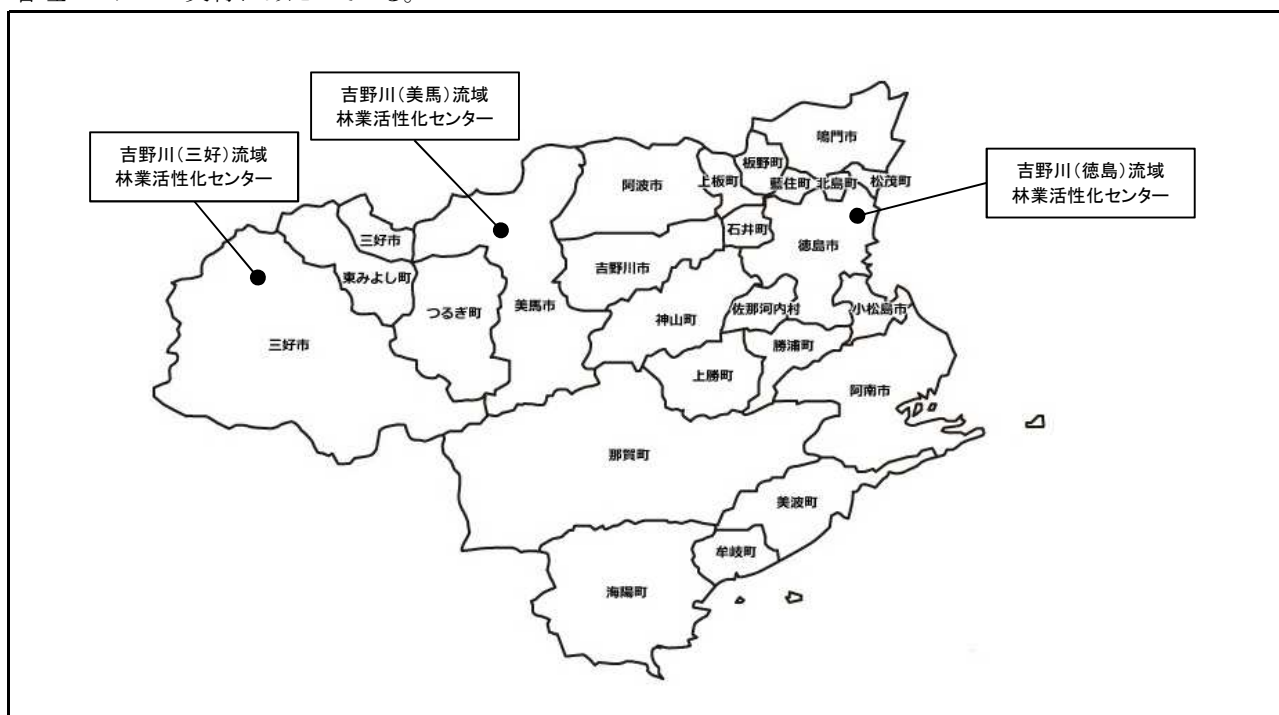 吉野川(美馬)流域
林業活性化センター
吉野川(三好)流域
林業活性化センター
吉野川(徳島)流域
林業活性化センター
鳴門市
板野町
上板町
藍住町
北島町
松茂町
阿波市
石井町
徳島市
三好市
吉野川市
東みよし町
美馬市
つるぎ町
神山町
佐那河内村
小松島市
三好市
勝浦町
上勝町
阿南市
那賀町
美波町
牟岐町
海陽町